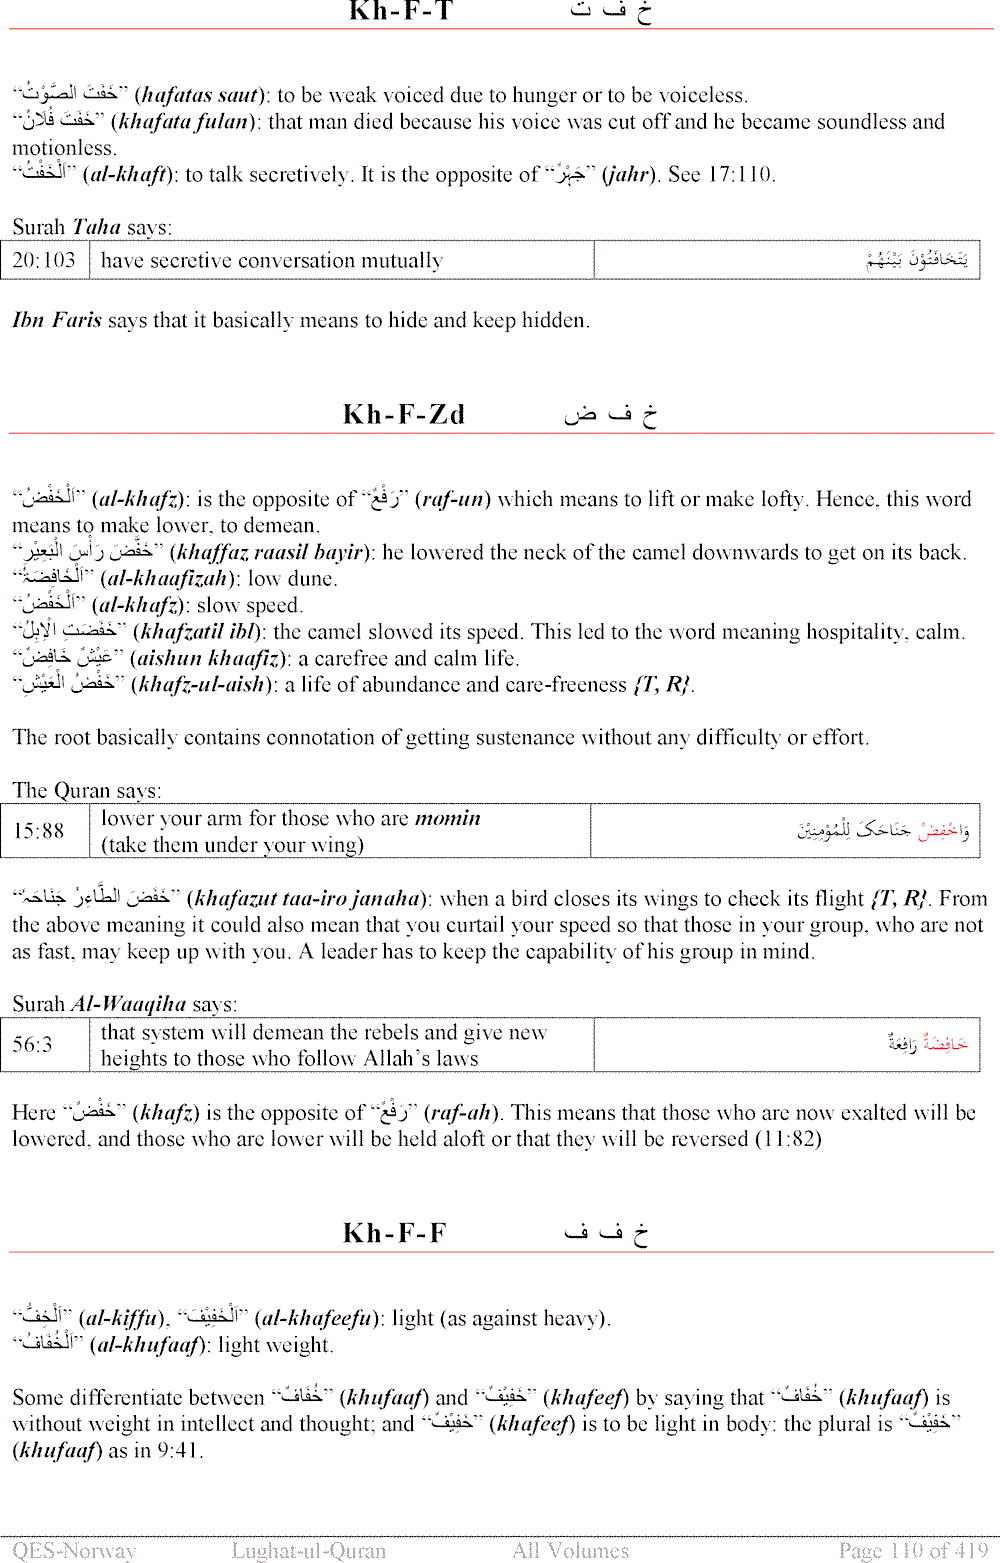 Kh-F-T خ ف ت
“خَفَتَ الصَّوْتُ” (hafatas saut): to be weak voiced due to hunger or to be voiceless.
“خَفَتَ فُلَانٌ” (khafata fulan): that man died because his voice was cut off and he became soundless and
motionless.
“اَلْخَفْتُ” (al-khaft): to talk secretively. It is the opposite of “جَہْرٌ” (jahr). See 17:110.
Surah Taha says:
20:103 have secretive conversation mutually يَتَخَافَتُوْنَ بَيْنَهُمْ
Ibn Faris says that it basically means to hide and keep hidden.
Kh-F-Zd خ ف ض
“اَلْخَفْضُ” (al-khafz): is the opposite of “رَفْعٌ” (raf-un) which means to lift or make lofty. Hence, this word
means to make lower, to demean.
“خَفَّضَ رَأْسَ الْبَعِيْرِ” (khaffaz raasil bayir): he lowered the neck of the camel downwards to get on its back.
“اَلْخَافِضَۃُ” (al-khaafizah): low dune.
“اَلْخَفْضُ” (al-khafz): slow speed.
“خَفَضَتِ الْاِبِلُ” (khafzatil ibl): the camel slowed its speed. This led to the word meaning hospitality, calm.
“عَيْشٌ خَافِضٌ” (aishun khaafiz): a carefree and calm life.
“خَفْضُ الْعَيْشِ” (khafz-ul-aish): a life of abundance and care-freeness {T, R}.
The root basically contains connotation of getting sustenance without any difficulty or effort.
The Quran says:
15:88 lower your arm for those who are momin
(take them under your wing) وَاخْفِضْ جَنَاحَکَ لِلْمُؤْمِنِيْنَ
“خَفَضَ الطَّاءِرُ جَنَاحَہٗ” (khafazut taa-iro janaha): when a bird closes its wings to check its flight {T, R}. From
the above meaning it could also mean that you curtail your speed so that those in your group, who are not
as fast, may keep up with you. A leader has to keep the capability of his group in mind.
Surah Al-Waaqiha says:
56:3 that system will demean the rebels and give new
heights to those who follow Allah’s laws خَافِضَةٌ رَافِعَةٌ
Here “خَفْضٌ” (khafz) is the opposite of “رَفْعٌ” (raf-ah). This means that those who are now exalted will be
lowered, and those who are lower will be held aloft or that they will be reversed (11:82)
Kh-F-F خ ف ف
“اَلْخِفُّ” (al-kiffu), “اَلْخَفِيْفَ” (al-khafeefu): light (as against heavy).
“اَلْخُفَافُ” (al-khufaaf): light weight.
Some differentiate between “خُفَافٌ” (khufaaf) and “خَفِيْفٌ” (khafeef) by saying that “خُفَافٌ” (khufaaf) is
without weight in intellect and thought; and “خَفِيْفٌ” (khafeef) is to be light in body: the plural is “خَفِيْفٌ”
(khufaaf) as in 9:41.
QES-Norway Lughat-ul-Quran All Volumes Page 110 of 419